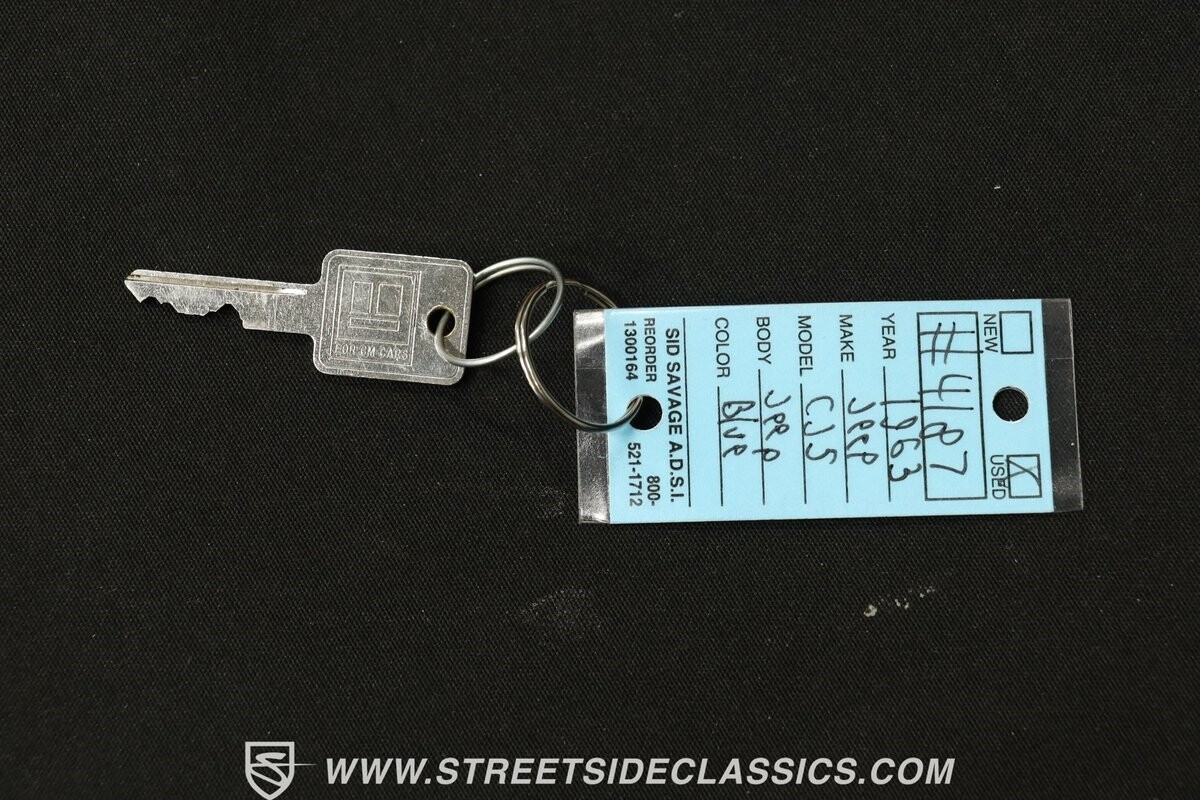 FOR GM CARS
NEW
USED X
#4187
YEAR 1963
MAKE Jeep
MODEL CJ5
BODY Jeep
COLOR Blue
SID SAVAGE A.D.S.I.
REORDER 800-
1300164 521-1712
WWW.STREETSIDECLASSICS.COM